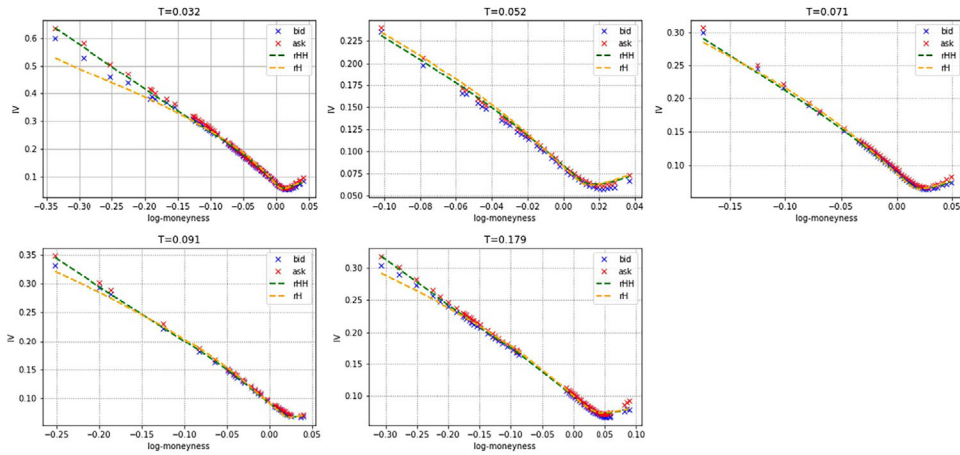 T=0.032
IV
0.6
0.5
0.4
0.3
0.2
0.1
−0.35 −0.30 −0.25 −0.20 −0.15 −0.10 −0.05 0.00 0.05
log-moneyness
bid
ask
rHH
rH
T=0.052
IV
0.225
0.200
0.175
0.150
0.125
0.100
0.075
0.050
−0.10 −0.08 −0.06 −0.04 −0.02 0.00 0.02 0.04
log-moneyness
bid
ask
rHH
rH
T=0.071
IV
0.30
0.25
0.20
0.15
0.10
−0.15 −0.10 −0.05 0.00 0.05
log-moneyness
bid
ask
rHH
rH
T=0.091
IV
0.35
0.30
0.25
0.20
0.15
0.10
−0.25 −0.20 −0.15 −0.10 −0.05 0.00 0.05
log-moneyness
bid
ask
rHH
rH
T=0.179
IV
0.30
0.25
0.20
0.15
0.10
−0.30 −0.25 −0.20 −0.15 −0.10 −0.05 0.00 0.05 0.10
log-moneyness
bid
ask
rHH
rH